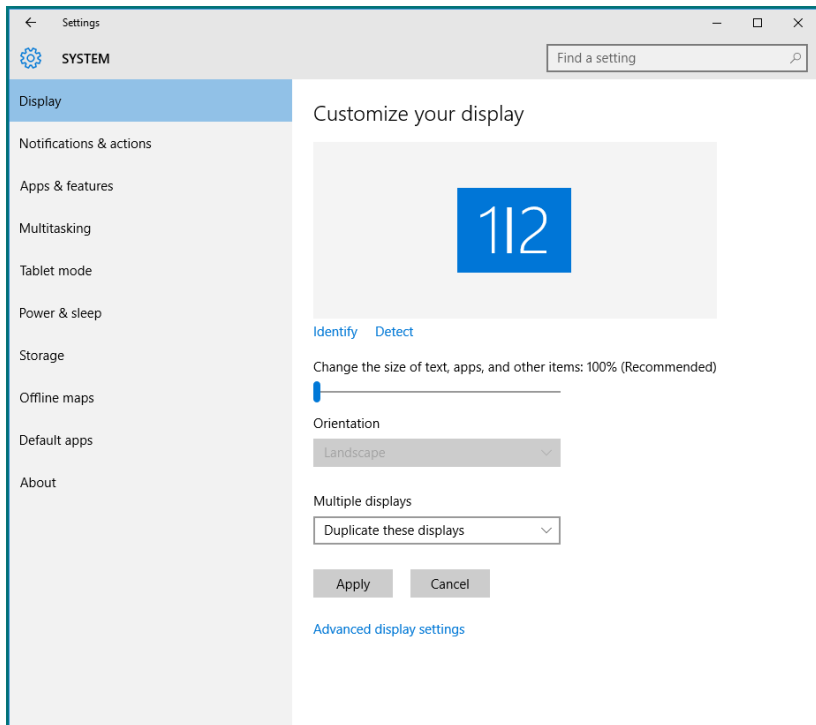 Settings
SYSTEM
Find a setting
Display
Notifications & actions
Apps & features
Multitasking
Tablet mode
Power & sleep
Storage
Offline maps
Default apps
About
Customize your display
1|2
Identify Detect
Change the size of text, apps, and other items: 100% (Recommended)
Orientation
Landscape
Multiple displays
Duplicate these displays
Apply Cancel
Advanced display settings